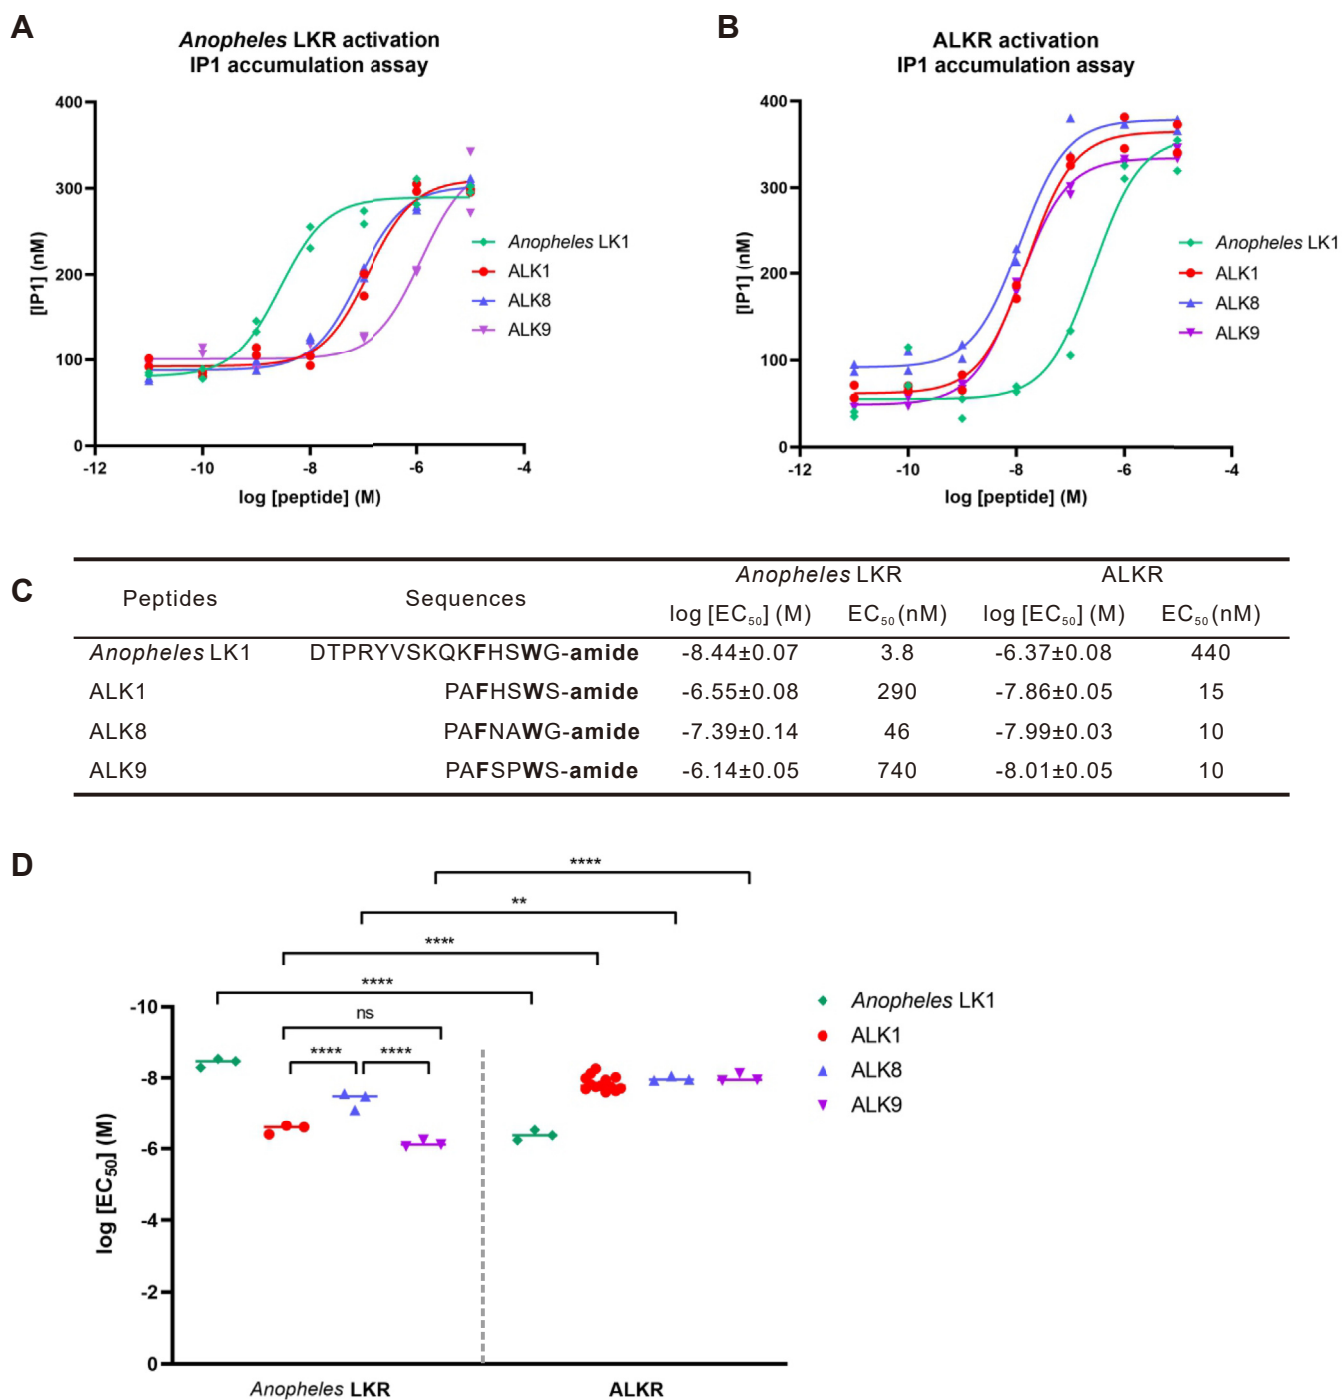 A
Anopheles LKR activation
IP1 accumulation assay
400
300
200
100
0
[IP1] (nM)
-12
-10
-8
-6
-4
log [peptide] (M)
Anopheles LK1
ALK1
ALK8
ALK9
B
ALKR activation
IP1 accumulation assay
400
300
200
100
0
[IP1] (nM)
-12
-10
-8
-6
-4
log [peptide] (M)
Anopheles LK1
ALK1
ALK8
ALK9
C
Peptides Sequences Anopheles LKR ALKR
log [EC₅₀] (M) EC₅₀ (nM) log [EC₅₀] (M) EC₅₀ (nM)
Anopheles LK1 DTPRYVSKQKFHSWG-amide -8.44±0.07 3.8 -6.37±0.08 440
ALK1 PAFHSWS-amide -6.55±0.08 290 -7.86±0.05 15
ALK8 PAFNAWG-amide -7.39±0.14 46 -7.99±0.03 10
ALK9 PAFSPWS-amide -6.14±0.05 740 -8.01±0.05 10
D
****
**
****
****
ns
**** ****
-10
-8
-6
-4
-2
0
log [EC₅₀] (M)
Anopheles LKR
ALKR
Anopheles LK1
ALK1
ALK8
ALK9